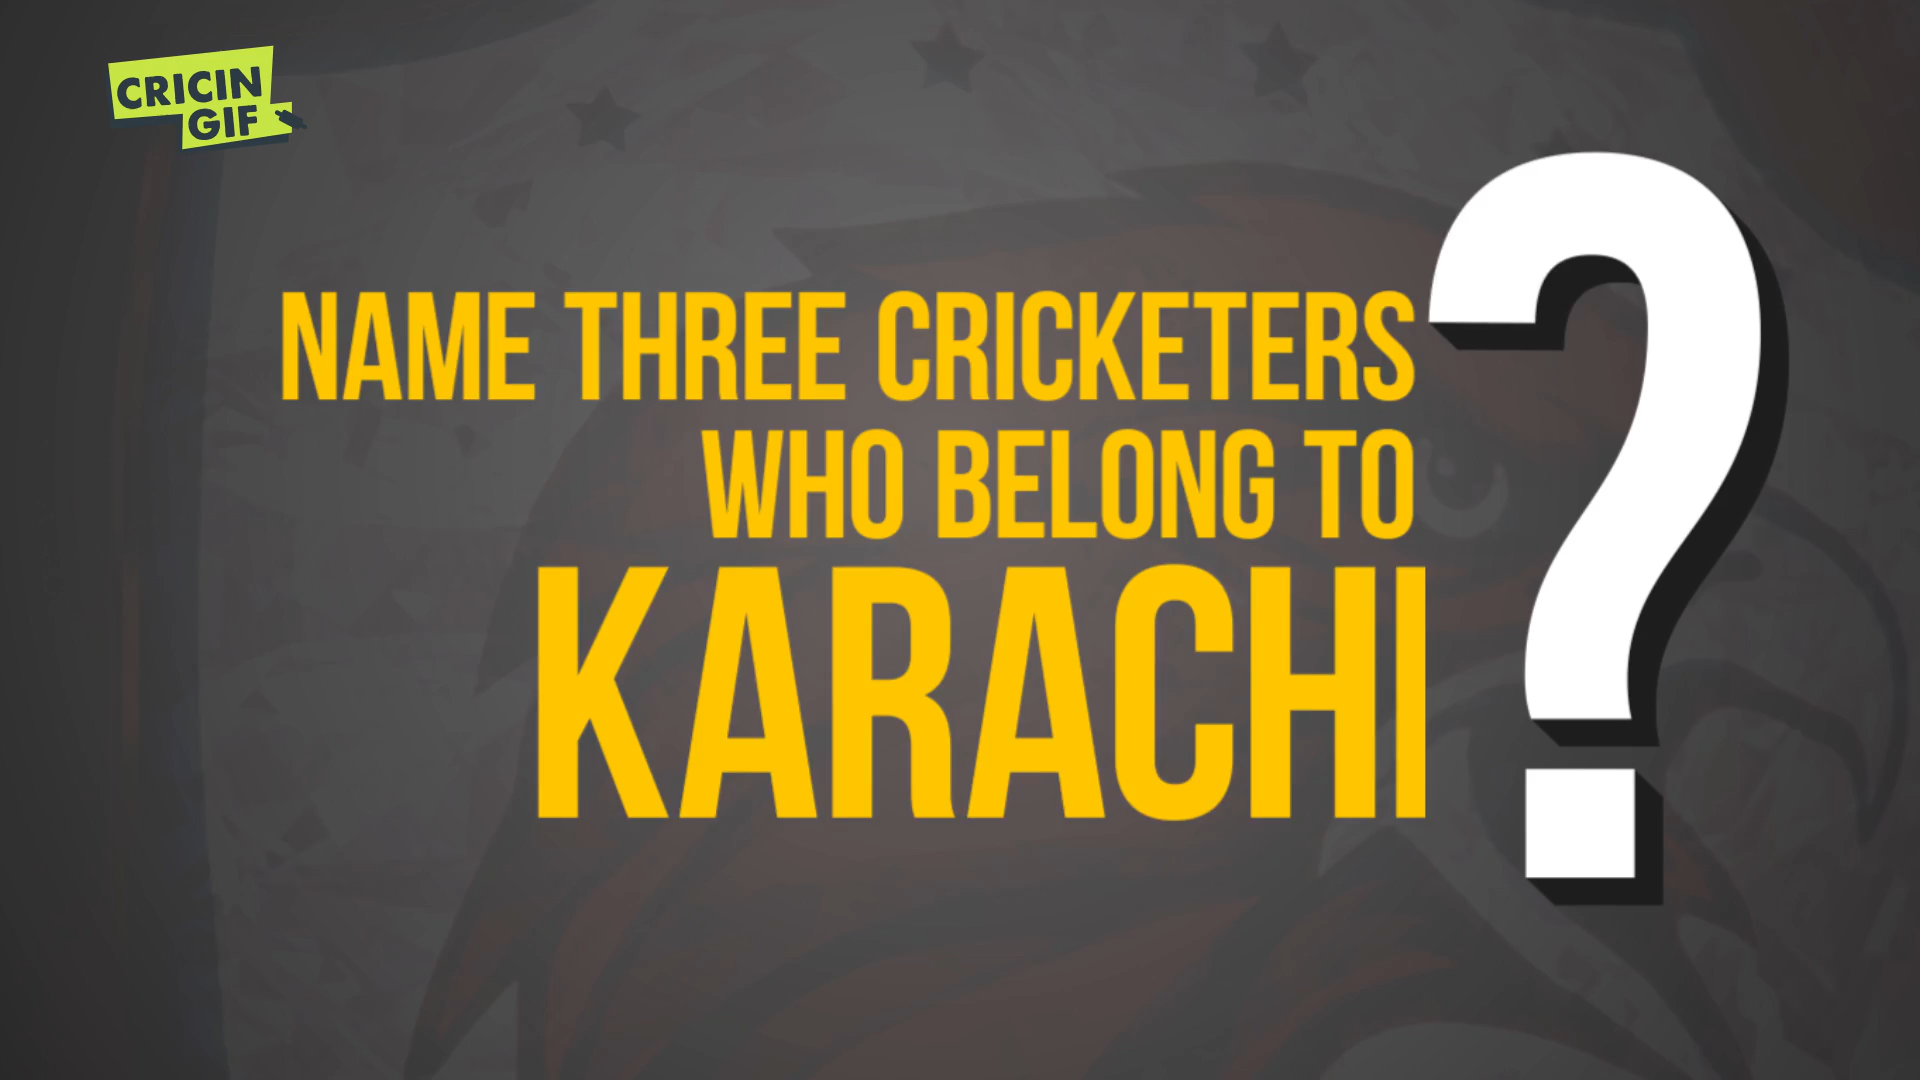 CRICIN
GIF
NAME THREE CRICKETERS
WHO BELONG TO
KARACHI
?